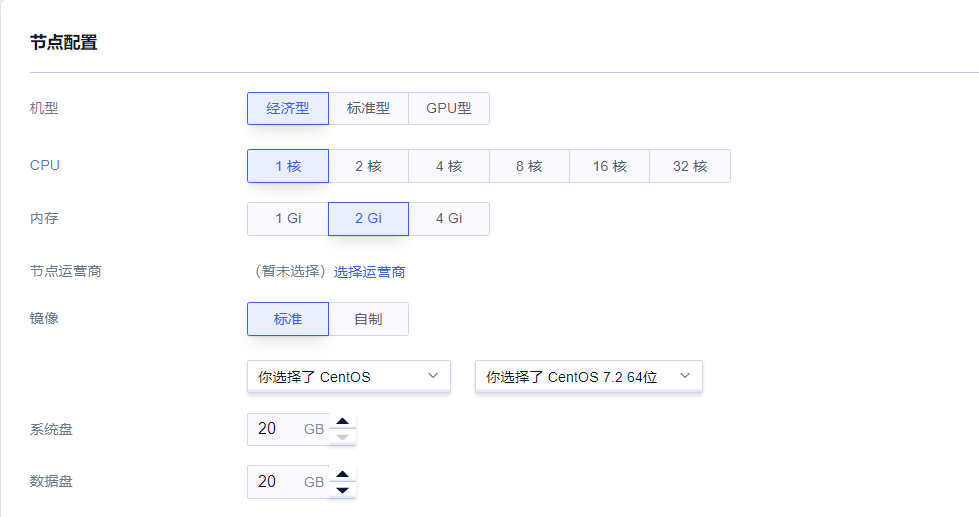 节点配置
机型 经济型 标准型 GPU型
CPU 1 核 2 核 4 核 8 核 16 核 32 核
内存 1 Gi 2 Gi 4 Gi
节点运营商 （暂未选择）选择运营商
镜像 标准 自制
你选择了 CentOS 你选择了 CentOS 7.2 64位
系统盘 20 GB
数据盘 20 GB